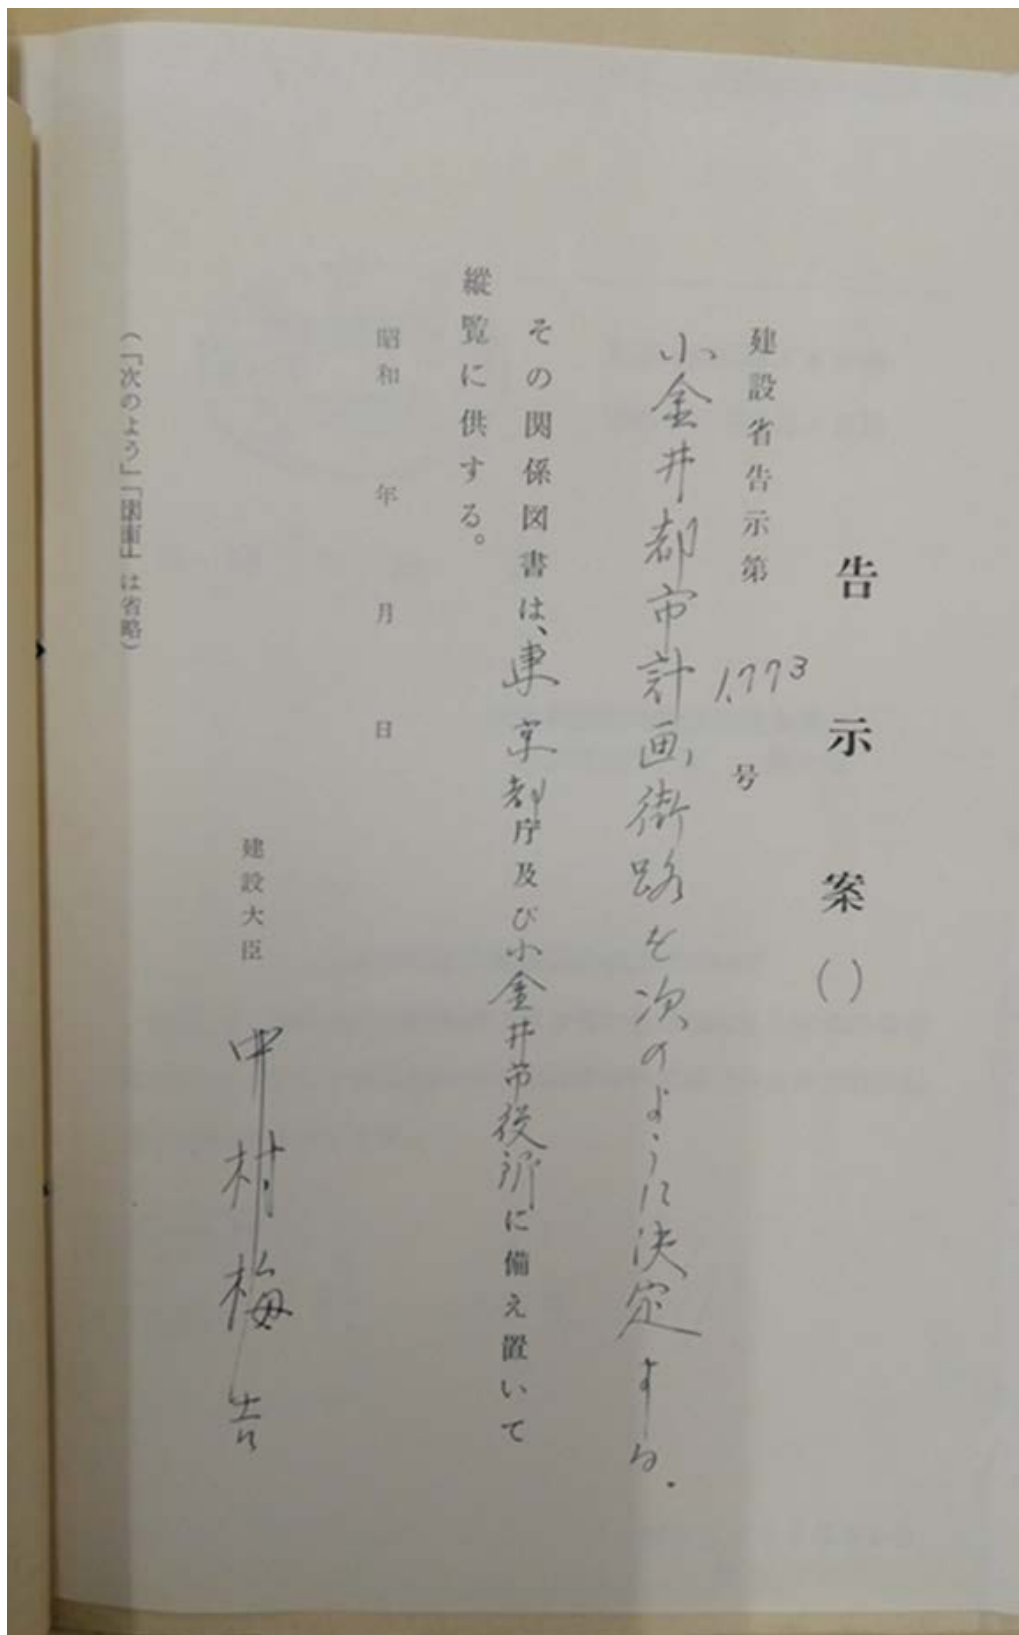 告示案()
建設省告示第1,773号
小金井都市計画街路を次のように決定する.
その関係図書は、東京都庁及び小金井市役所に備え置いて
縦覧に供する。
昭和 年 月 日
建設大臣 中村梅吉
(「次のよう」「図面」は省略)